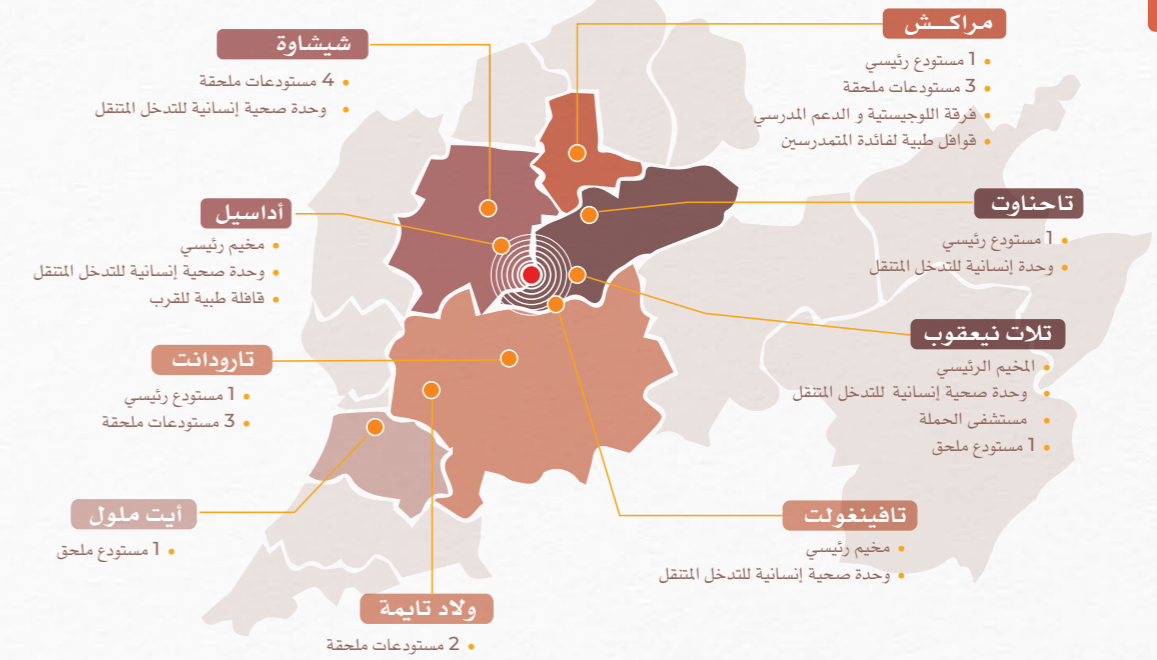 مراكــش
• 1 مستودع رئيسي
• 3 مستودعات ملحقة
• فرقة اللوجيستية و الدعم المدرسي
• قوافل طبية لفائدة المتمدرسين
شيشاوة
• 4 مستودعات ملحقة
• وحدة صحية إنسانية للتدخل المتنقل
تاحناوت
• 1 مستودع رئيسي
• وحدة إنسانية للتدخل المتنقل
أداسيل
• مخيم رئيسي
• وحدة صحية إنسانية للتدخل المتنقل
• قافلة طبية للقرب
تلات نيعقوب
• المخيم الرئيسي
• وحدة صحية إنسانية للتدخل المتنقل
• مستشفى الحملة
• 1 مستودع ملحق
تارودانت
• 1 مستودع رئيسي
• 3 مستودعات ملحقة
تافينغولت
• مخيم رئيسي
• وحدة صحية إنسانية للتدخل المتنقل
أيت ملول
• 1 مستودع ملحق
ولاد تايمة
• 2 مستودعات ملحقة